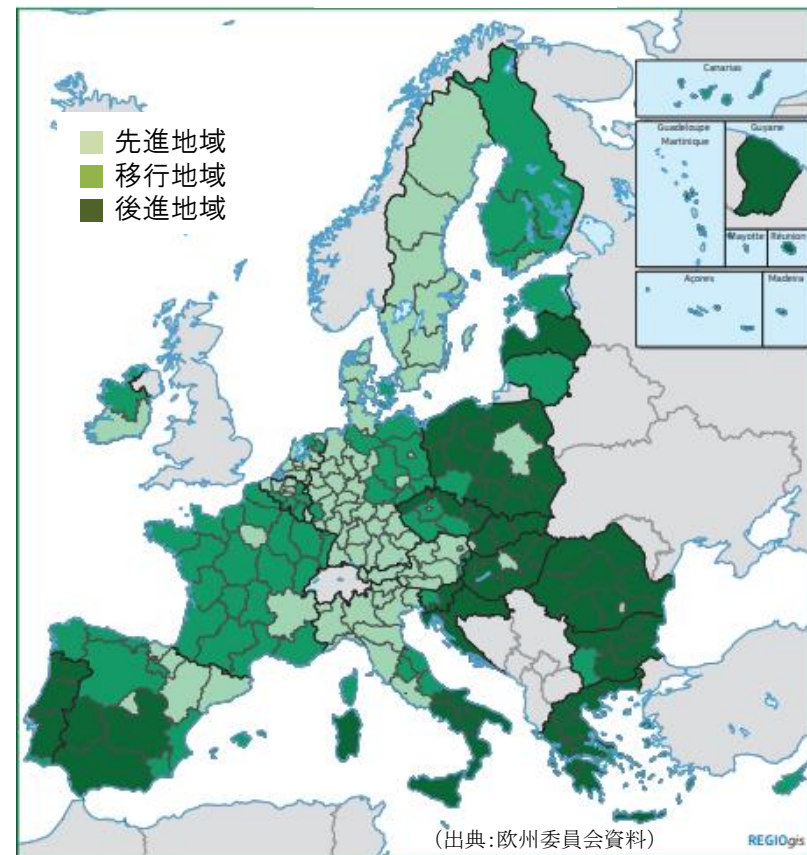 先進地域
移行地域
後進地域
Canarias
Guadeloupe
Martinique
Guyane
Mayotte
Réunion
Açores
Madeira
(出典:欧州委員会資料)
REGIOgis